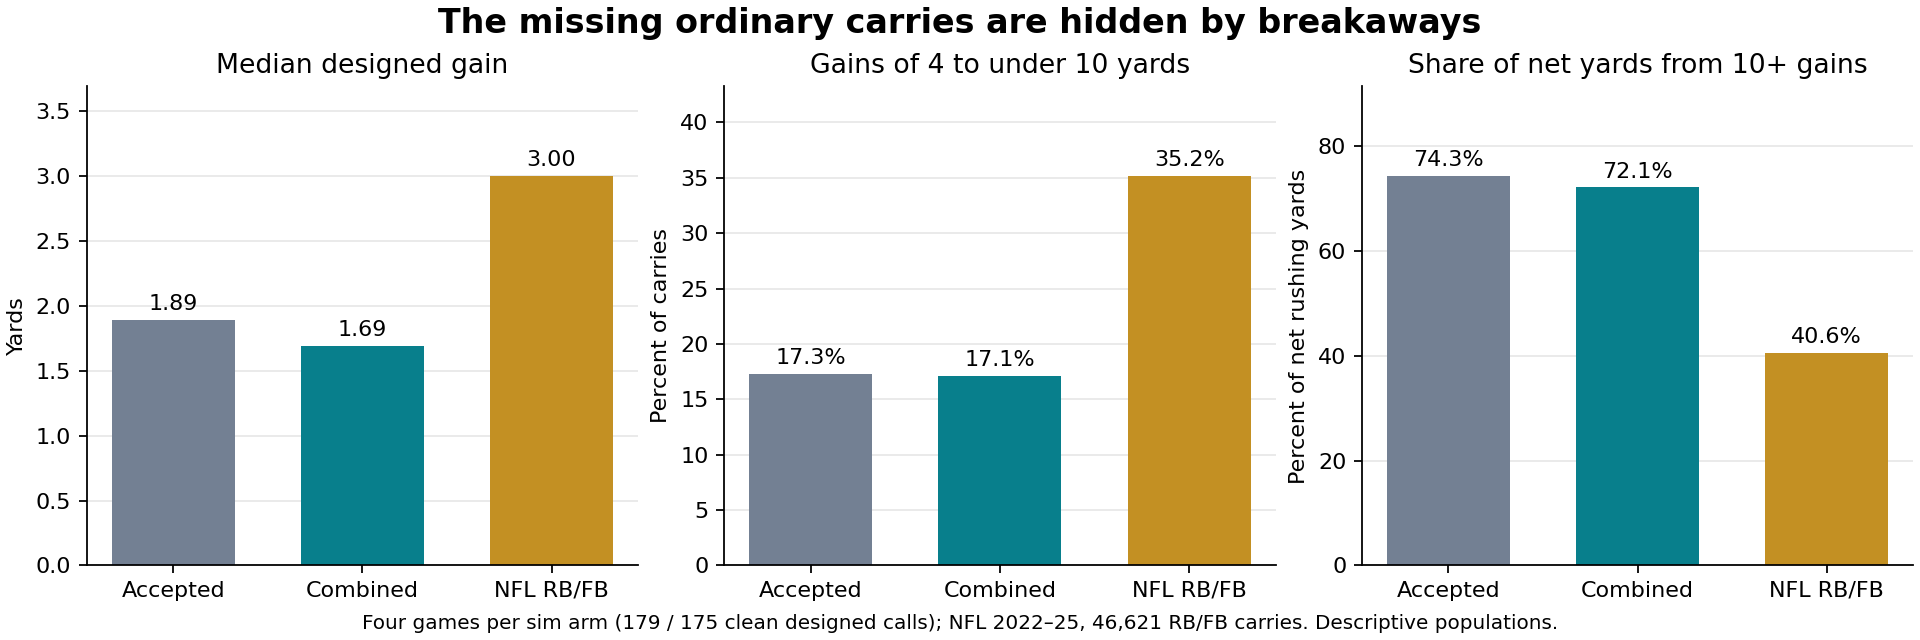 The missing ordinary carries are hidden by breakaways
Median designed gain
Yards
3.5
3.0
2.5
2.0
1.5
1.0
0.5
0.0
1.89
1.69
3.00
Accepted
Combined
NFL RB/FB
Gains of 4 to under 10 yards
Percent of carries
40
35
30
25
20
15
10
5
0
17.3%
17.1%
35.2%
Accepted
Combined
NFL RB/FB
Share of net yards from 10+ gains
Percent of net rushing yards
80
60
40
20
0
74.3%
72.1%
40.6%
Accepted
Combined
NFL RB/FB
Four games per sim arm (179 / 175 clean designed calls); NFL 2022–25, 46,621 RB/FB carries. Descriptive populations.